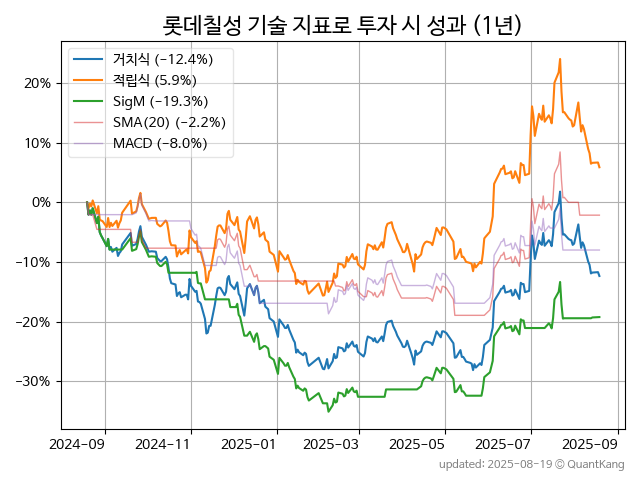 롯데칠성 기술 지표로 투자 시 성과 (1년)
거치식 (−12.4%)
적립식 (5.9%)
SigM (−19.3%)
SMA(20) (−2.2%)
MACD (−8.0%)
20%
10%
0%
−10%
−20%
−30%
2024-09 2024-11 2025-01 2025-03 2025-05 2025-07 2025-09
updated: 2025-08-19 © QuantKang